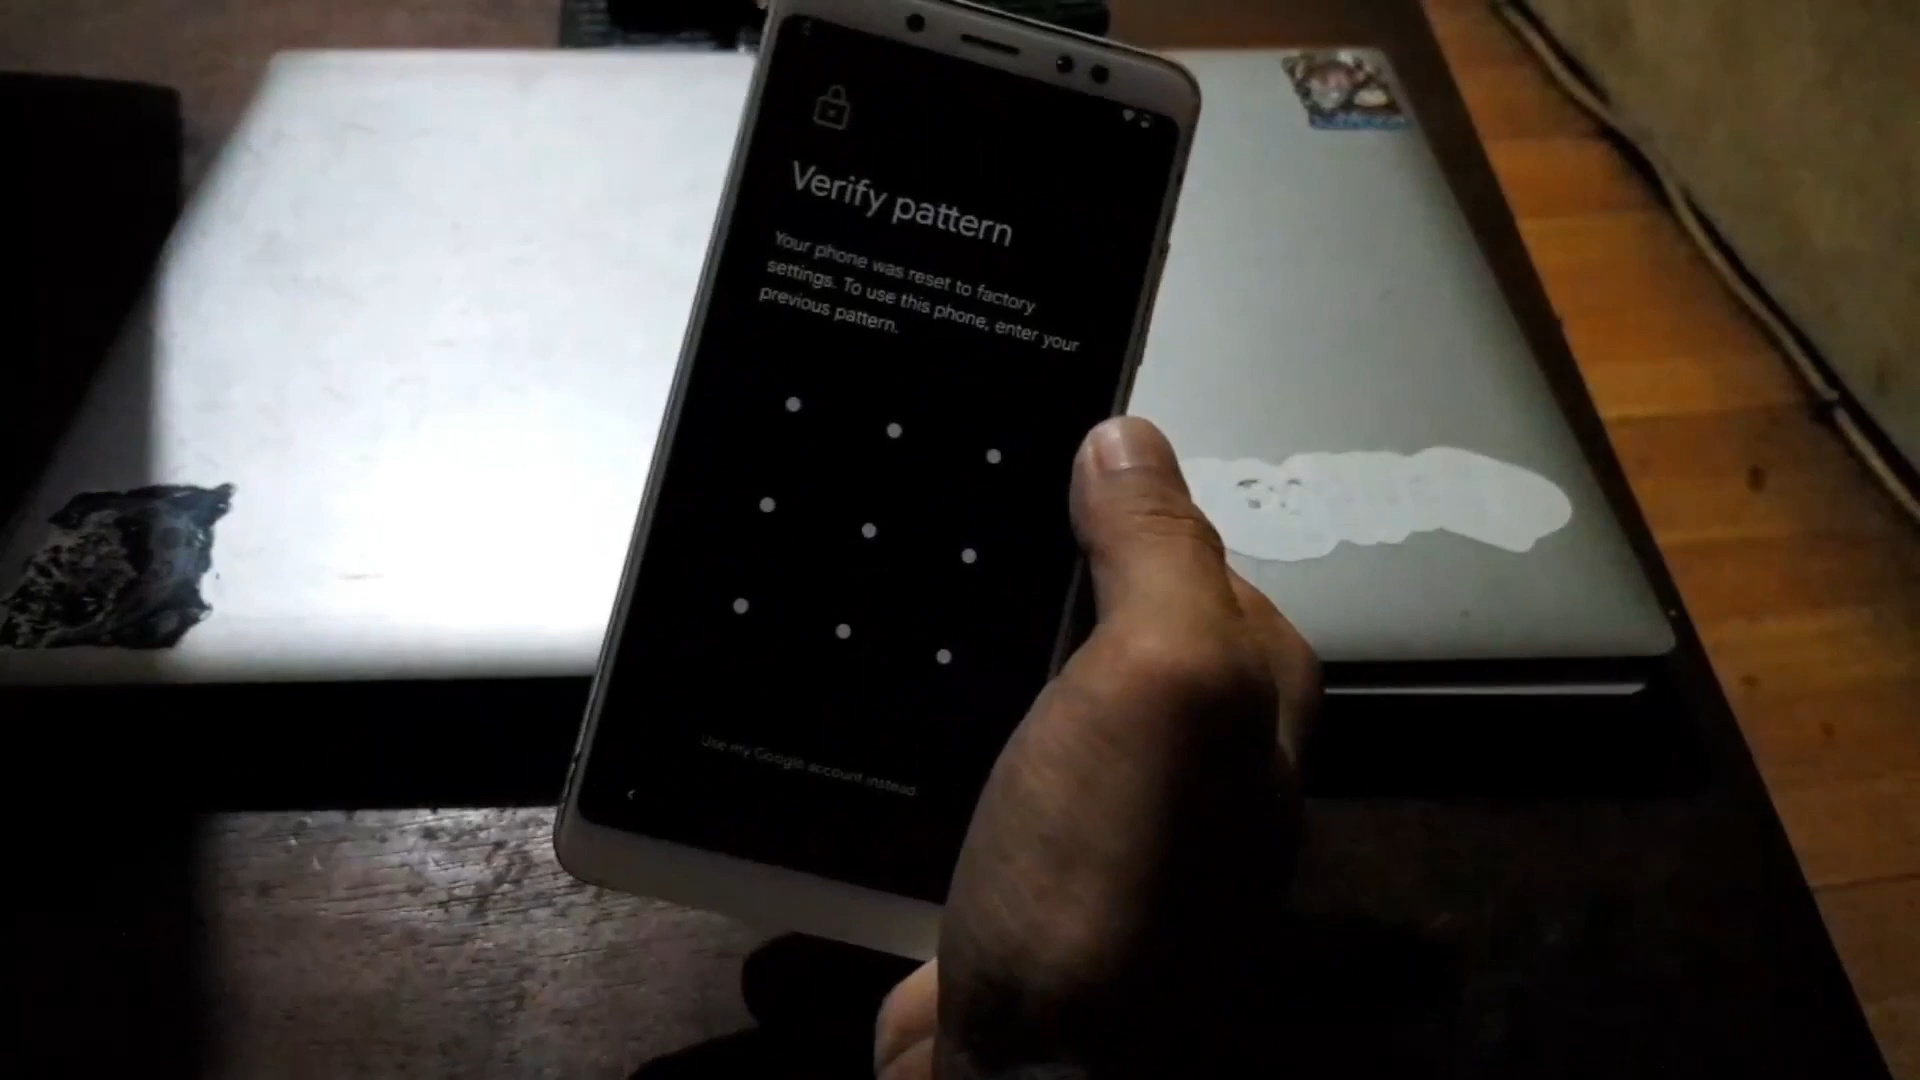 Verify pattern
Your phone was reset to factory
settings. To use this phone, enter your
previous pattern.
Use my Google account instead